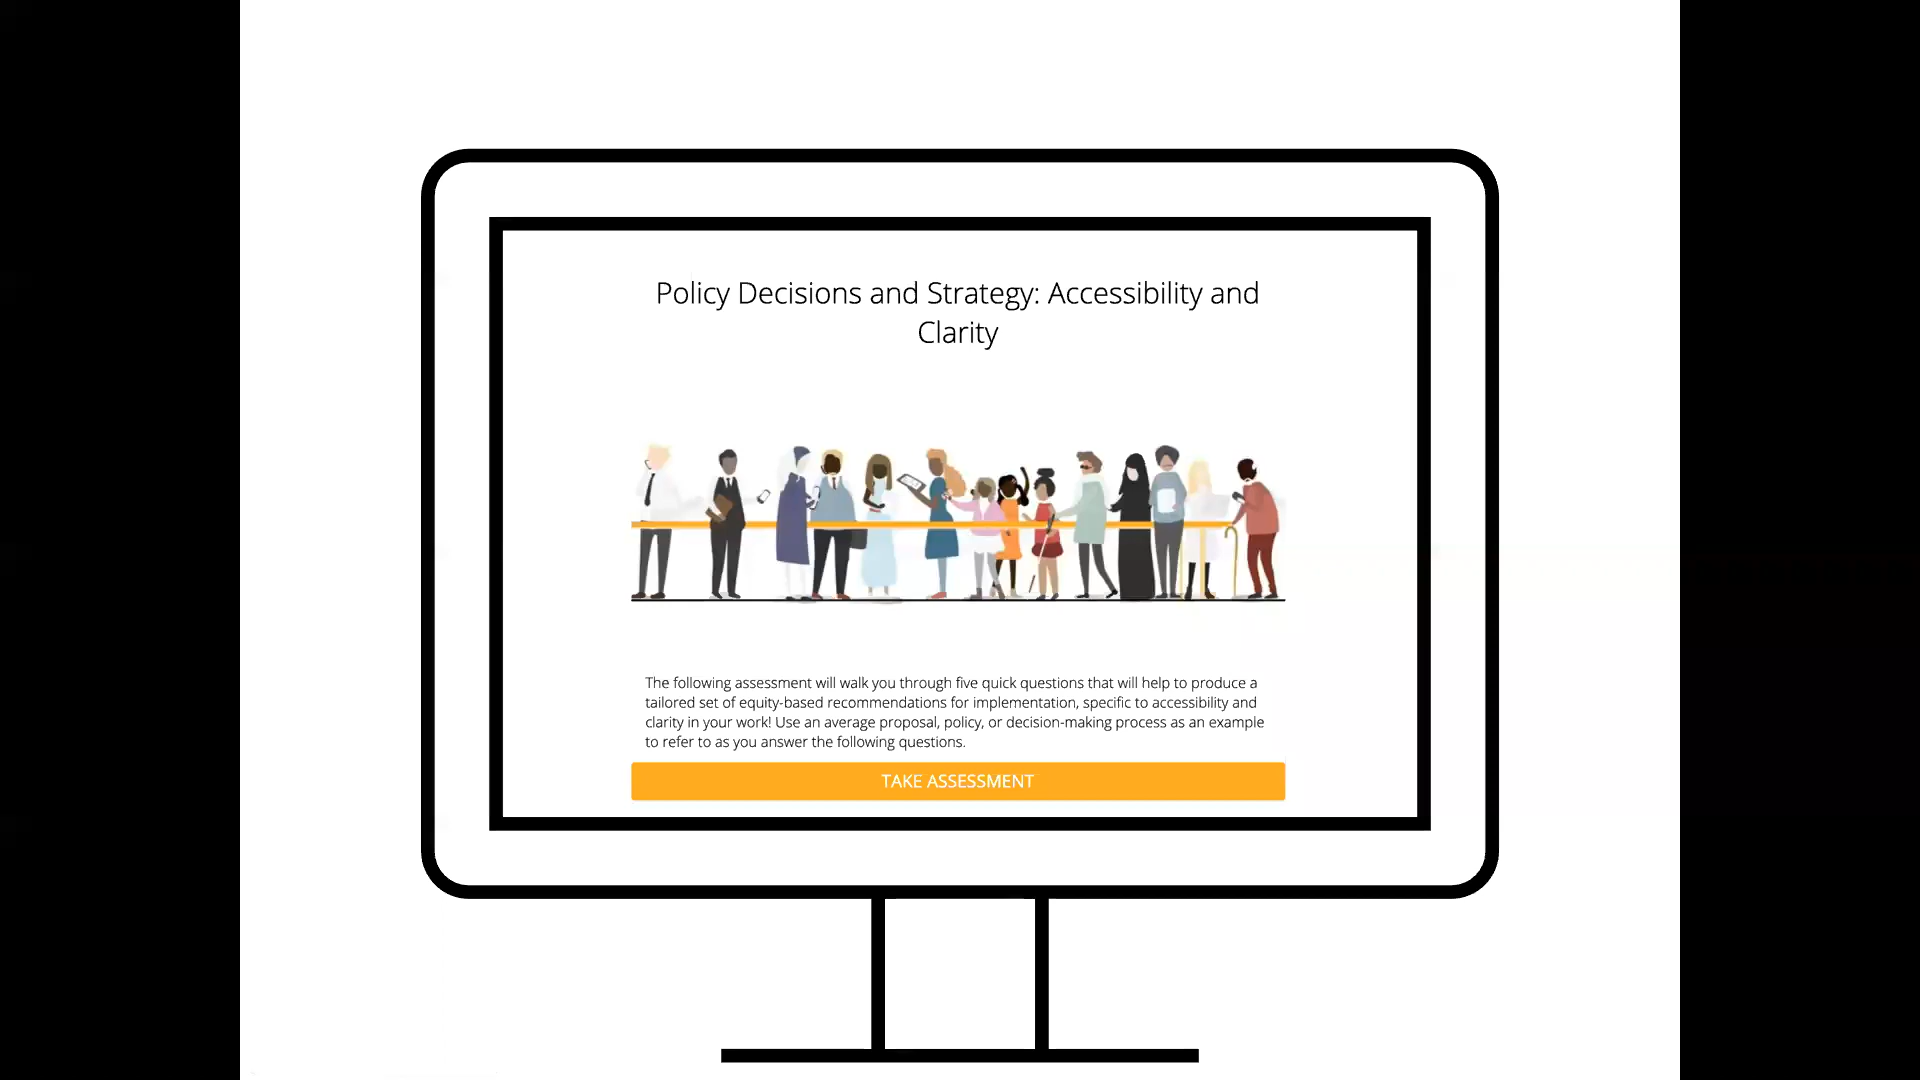 Policy Decisions and Strategy: Accessibility and
Clarity
The following assessment will walk you through five quick questions that will help to produce a
tailored set of equity-based recommendations for implementation, specific to accessibility and
clarity in your work! Use an average proposal, policy, or decision-making process as an example
to refer to as you answer the following questions.
TAKE ASSESSMENT